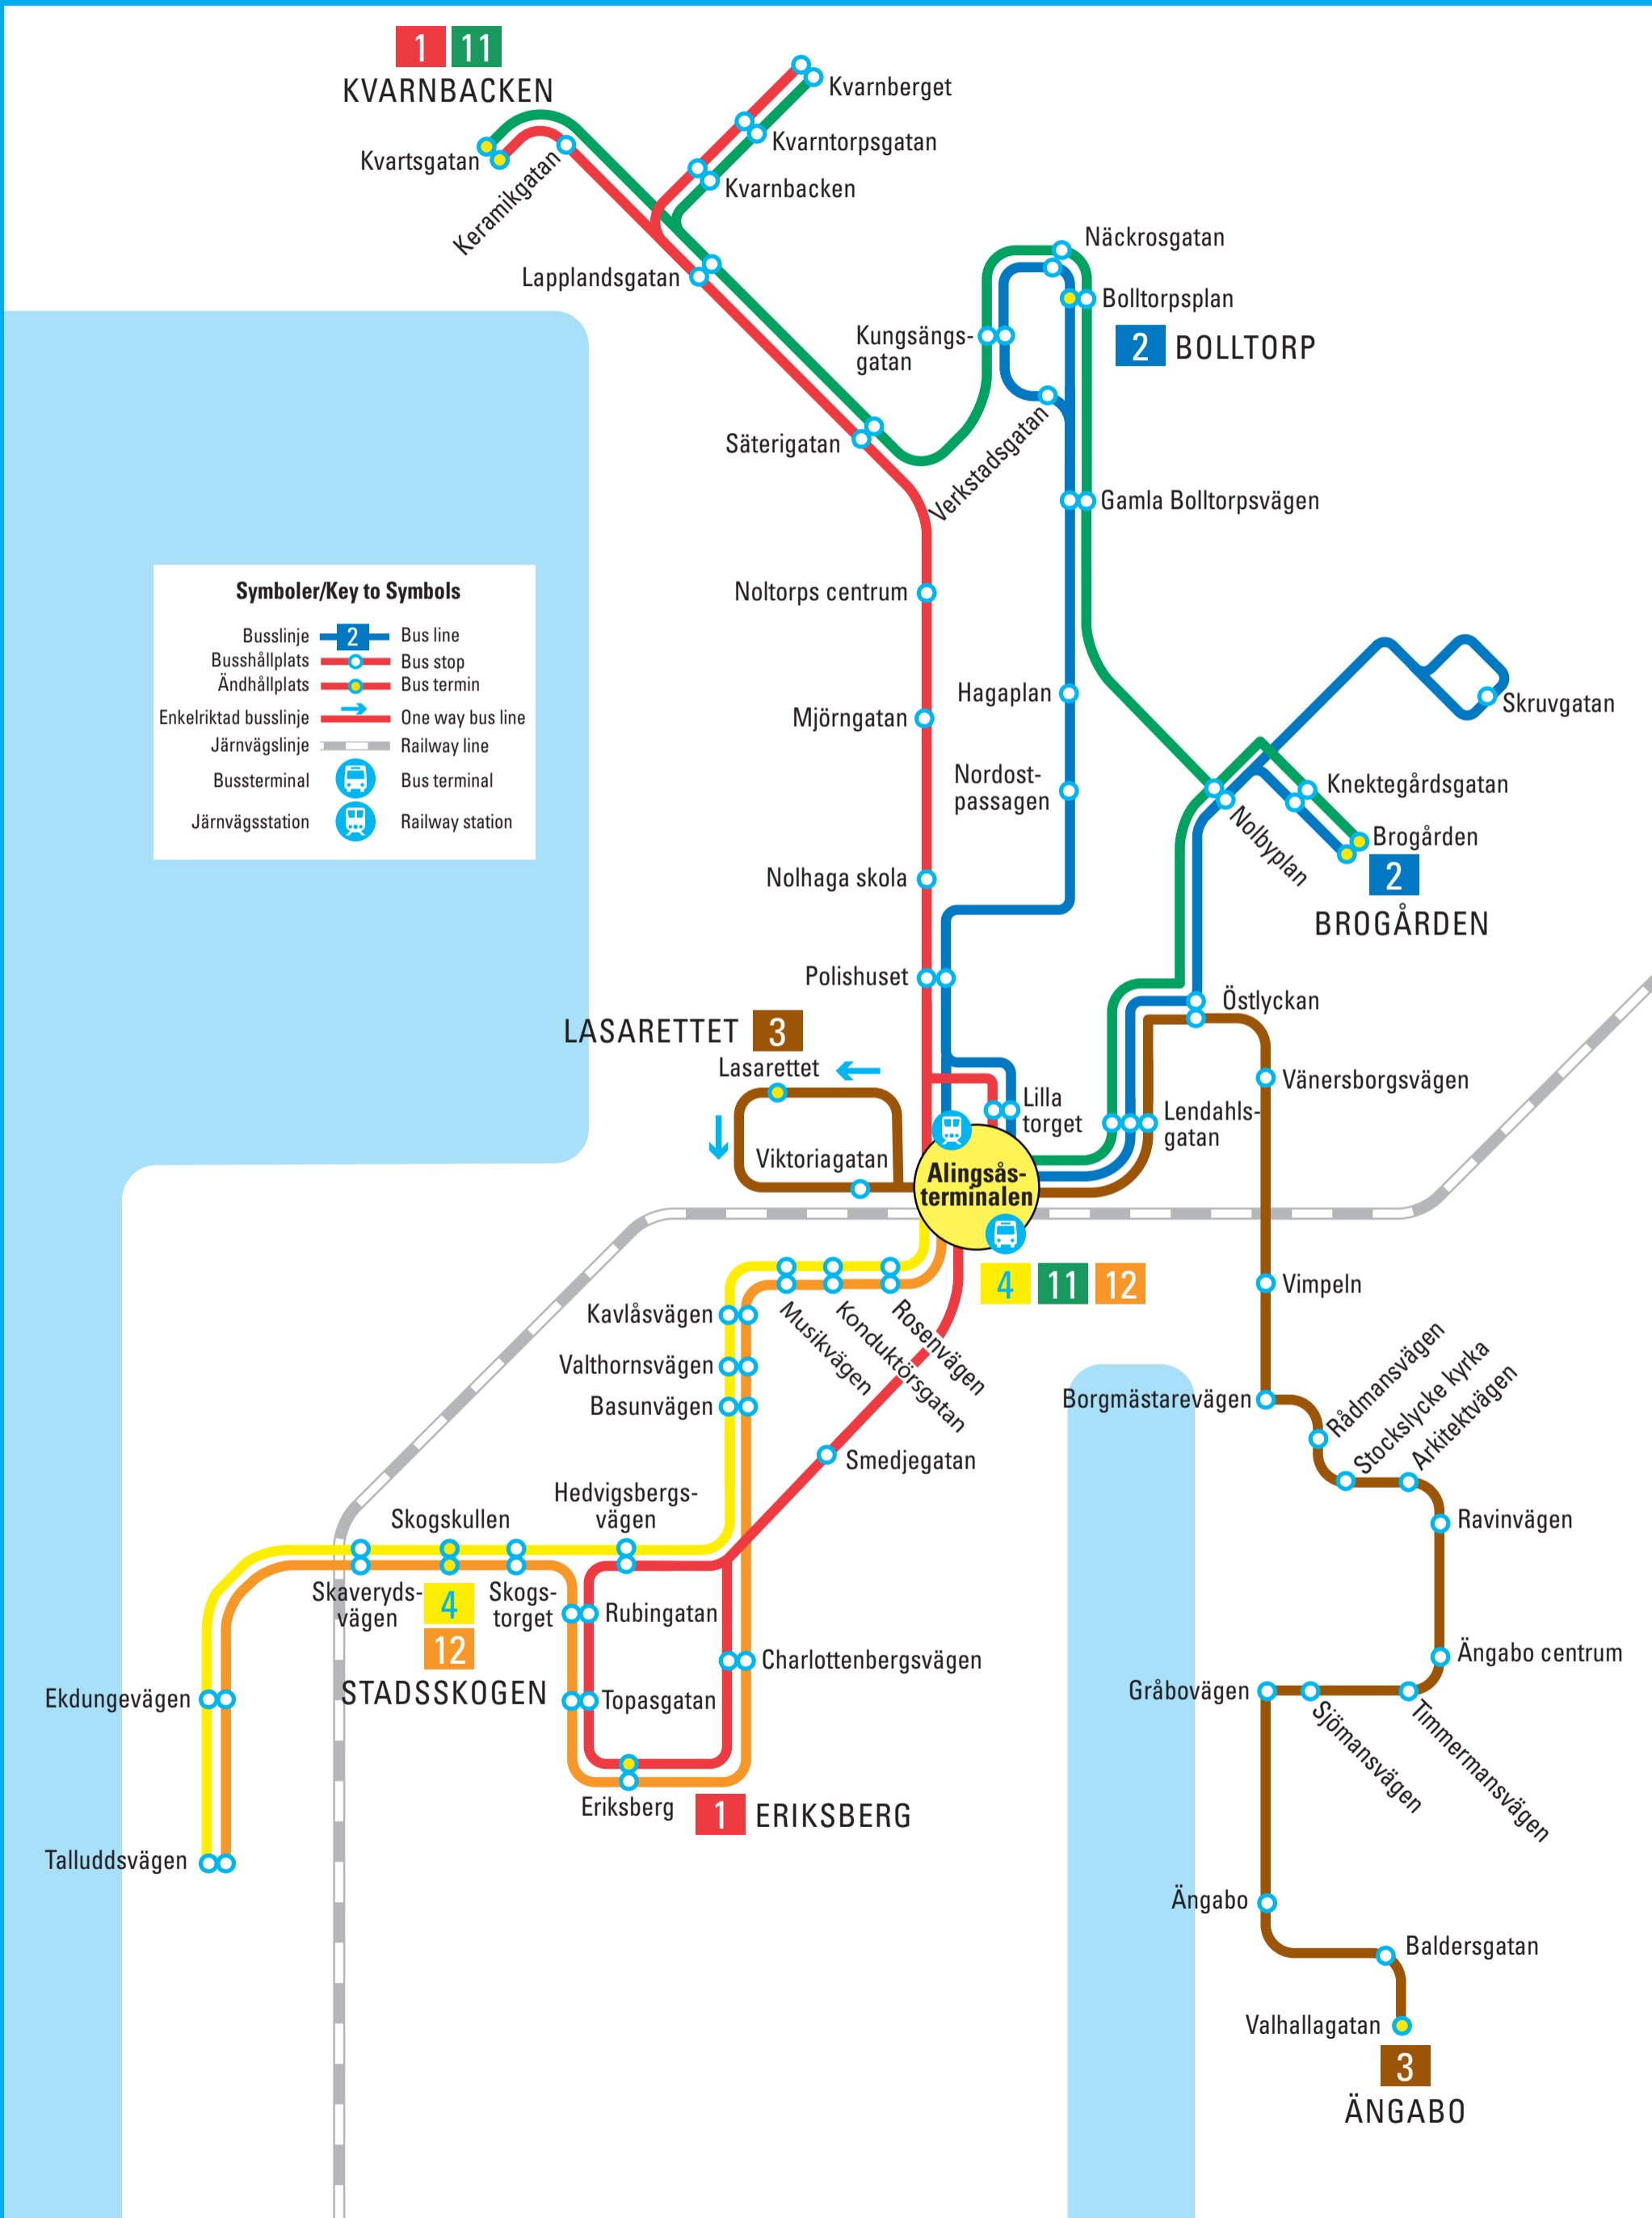 1 11
KVARNBACKEN
Kvarnberget
Kvarntorpsgatan
Kvartsgatan
Keramikgatan
Kvarnbacken
Lapplandsgatan
Näckrosgatan
Bolltorpsplan
Kungsängs-
gatan
2 BOLLTORP
Säterigatan
Verkstadsgatan
Gamla Bolltorpsvägen
Symboler/Key to Symbols
Busslinje 2 Bus line
Busshållplats Bus stop
Ändhållplats Bus termin
Enkelriktad busslinje One way bus line
Järnvägslinje Railway line
Bussterminal Bus terminal
Järnvägsstation Railway station
Noltorps centrum
Hagaplan
Mjörngatan
Skruvgatan
Nordost-
passagen
Knektegårdsgatan
Nolbyplan
Brogården
2
BROGÅRDEN
Nolhaga skola
Polishuset
Östlyckan
LASARETTET 3
Lasarettet
Lilla
torget
Lendahls-
gatan
Vänersborgsvägen
Viktoriagatan
Alingsås-
terminalen
4 11 12
Vimpeln
Kavlåsvägen
Musikvägen
Konduktörsgatan
Rosenvägen
Valthornsvägen
Basunvägen
Borgmästarevägen
Rådmansvägen
Stockslycke kyrka
Arkitektvägen
Smedjegatan
Hedvigsbergs-
vägen
Skogskullen
Ravinvägen
Skaveryds-
vägen
4
12
Skogs-
torget
STADSSKOGEN
Rubingatan
Charlottenbergsvägen
Ängabo centrum
Ekdungevägen
Topasgatan
Gråbovägen
Sjömansvägen
Timmermansvägen
Eriksberg
1 ERIKSBERG
Talluddsvägen
Ängabo
Baldersgatan
Valhallagatan
3
ÄNGABO